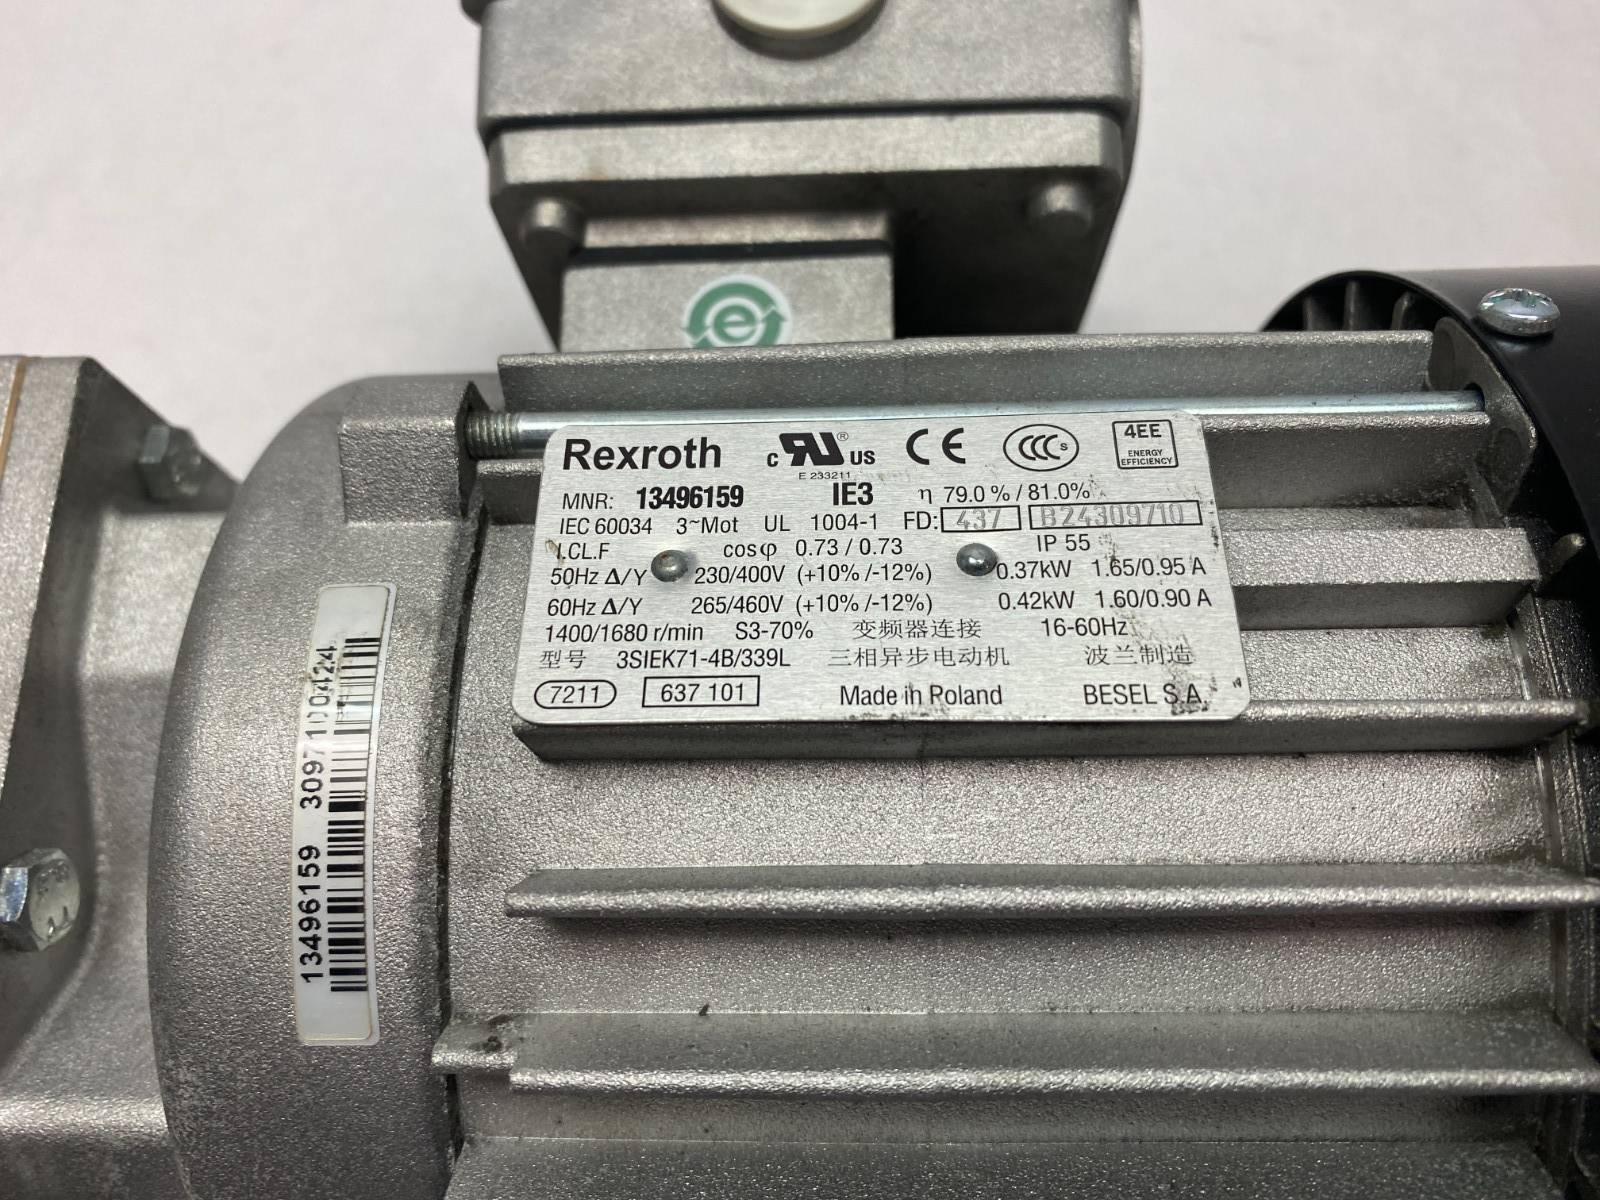 e
Rexroth c RU ® US CE CCC S 4EE ENERGY EFFICIENCY
E 233211
MNR: 13496159 IE3 η 79.0 % / 81.0%
IEC 60034 3~Mot UL 1004-1 FD: 437 B24309710
I.CL.F cosφ 0.73 / 0.73 IP 55
50Hz Δ/Y 230/400V (+10% /-12%) 0.37kW 1.65/0.95 A
60Hz Δ/Y 265/460V (+10% /-12%) 0.42kW 1.60/0.90 A
1400/1680 r/min S3-70% 变频器连接 16-60Hz
型号 3SIEK71-4B/339L 三相异步电动机 波兰制造
7211 637 101 Made in Poland BESEL S.A.
13496159